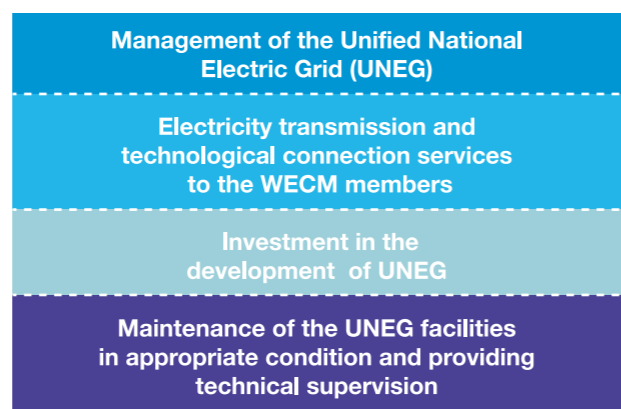 Management of the Unified National
Electric Grid (UNEG)
Electricity transmission and
technological connection services
to the WECM members
Investment in the
development of UNEG
Maintenance of the UNEG facilities
in appropriate condition and providing
technical supervision